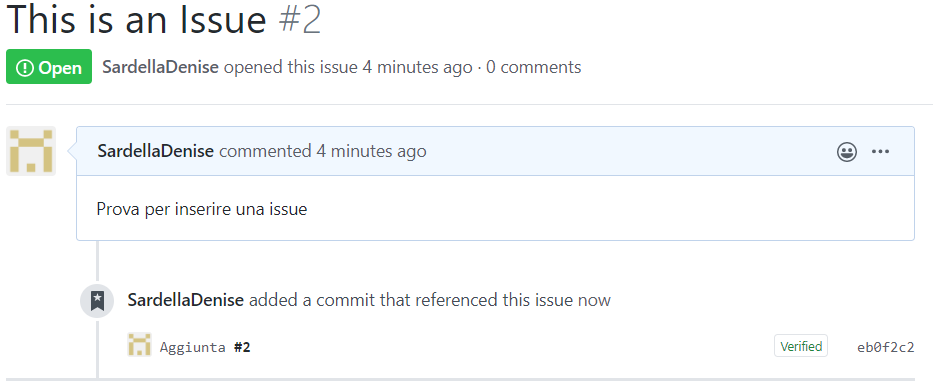 This is an Issue #2
Open SardellaDenise opened this issue 4 minutes ago · 0 comments
SardellaDenise commented 4 minutes ago
Prova per inserire una issue
SardellaDenise added a commit that referenced this issue now
Aggiunta #2 Verified eb0f2c2